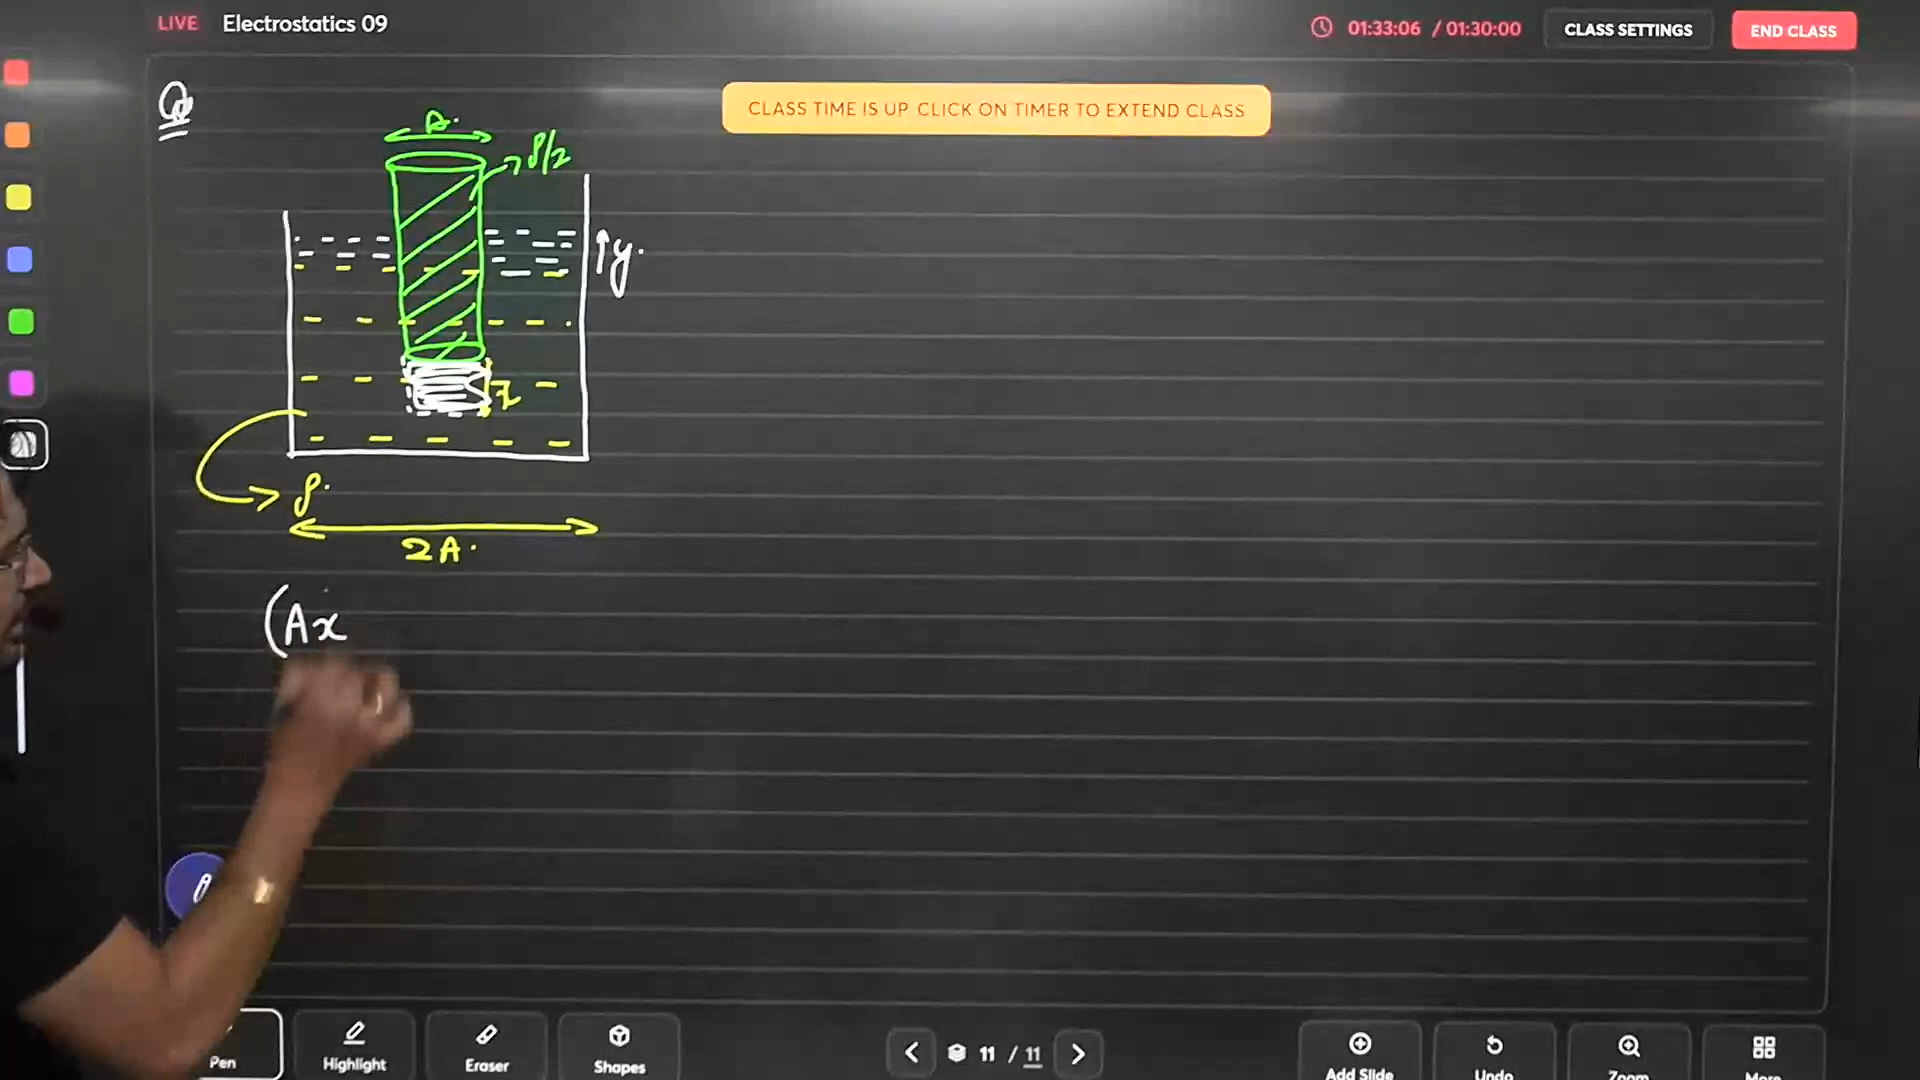 LIVE Electrostatics 09
01:33:06 / 01:30:00
CLASS SETTINGS
END CLASS
CLASS TIME IS UP CLICK ON TIMER TO EXTEND CLASS
Q
A.
ρ/2
y.
x
ρ.
2A.
(Ax
Pen
Highlight
Eraser
Shapes
11 / 11
Add Slide
Undo
Zoom
More